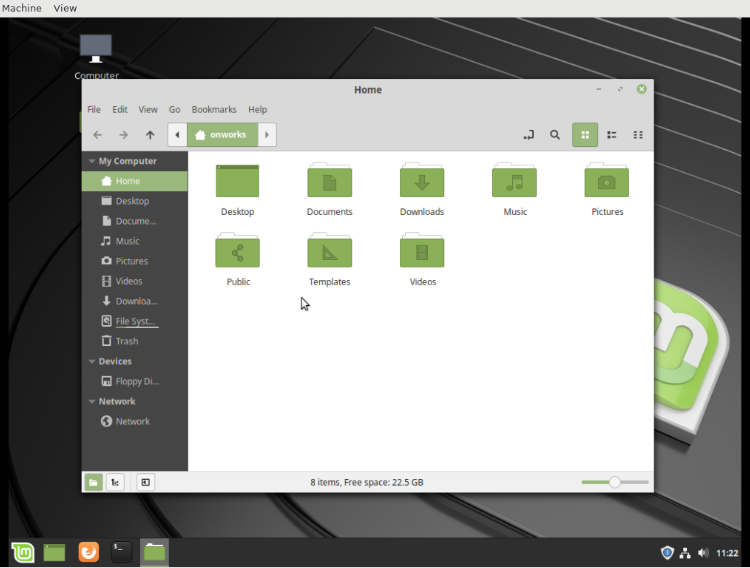 Machine View
Computer
Home
File Edit View Go Bookmarks Help
onworks
My Computer
Home
Desktop
Docume...
Music
Pictures
Videos
Downloa...
File Syst...
Trash
Devices
Floppy Di...
Network
Network
Desktop Documents Downloads Music Pictures
Public Templates Videos
8 items, Free space: 22.5 GB
11:22